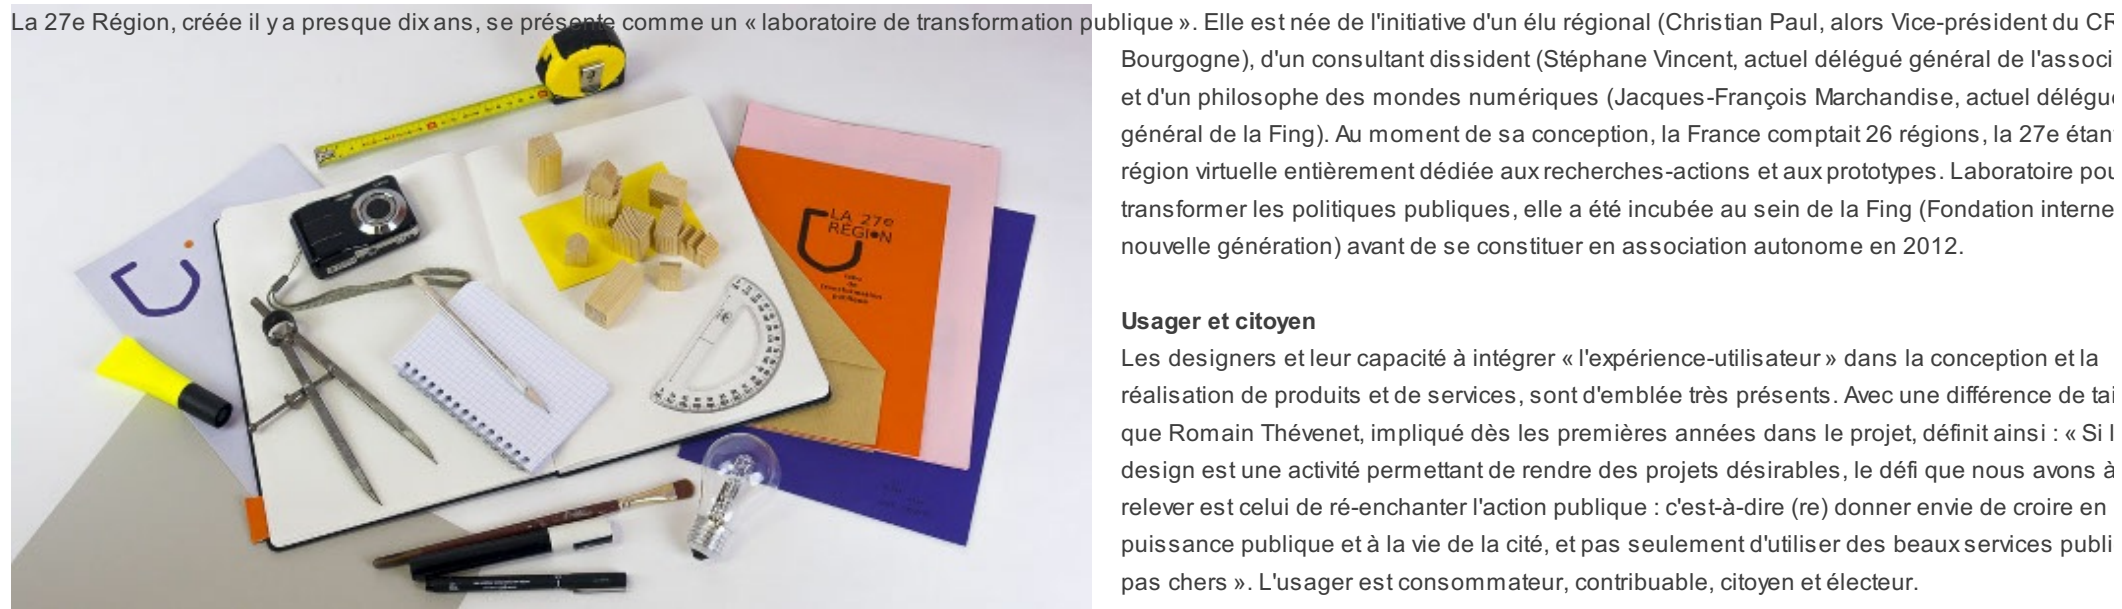 La 27e Région, créée il y a presque dix ans, se présente comme un « laboratoire de transformation publique ». Elle est née de l'initiative d'un élu régional (Christian Paul, alors Vice-président du CR
Bourgogne), d'un consultant dissident (Stéphane Vincent, actuel délégué général de l'associ
et d'un philosophe des mondes numériques (Jacques-François Marchandise, actuel délégué
général de la Fing). Au moment de sa conception, la France comptait 26 régions, la 27e étan
région virtuelle entièrement dédiée aux recherches-actions et aux prototypes. Laboratoire pou
transformer les politiques publiques, elle a été incubée au sein de la Fing (Fondation interne
nouvelle génération) avant de se constituer en association autonome en 2012.
Usager et citoyen
Les designers et leur capacité à intégrer « l'expérience-utilisateur » dans la conception et la
réalisation de produits et de services, sont d'emblée très présents. Avec une différence de tai
que Romain Thévenet, impliqué dès les premières années dans le projet, définit ainsi : « Si l
design est une activité permettant de rendre des projets désirables, le défi que nous avons à
relever est celui de ré-enchanter l'action publique : c'est-à-dire (re) donner envie de croire en
puissance publique et à la vie de la cité, et pas seulement d'utiliser des beaux services publi
pas chers ». L'usager est consommateur, contribuable, citoyen et électeur.
LA 27e
RÉGION
labo
de
transformation
publique